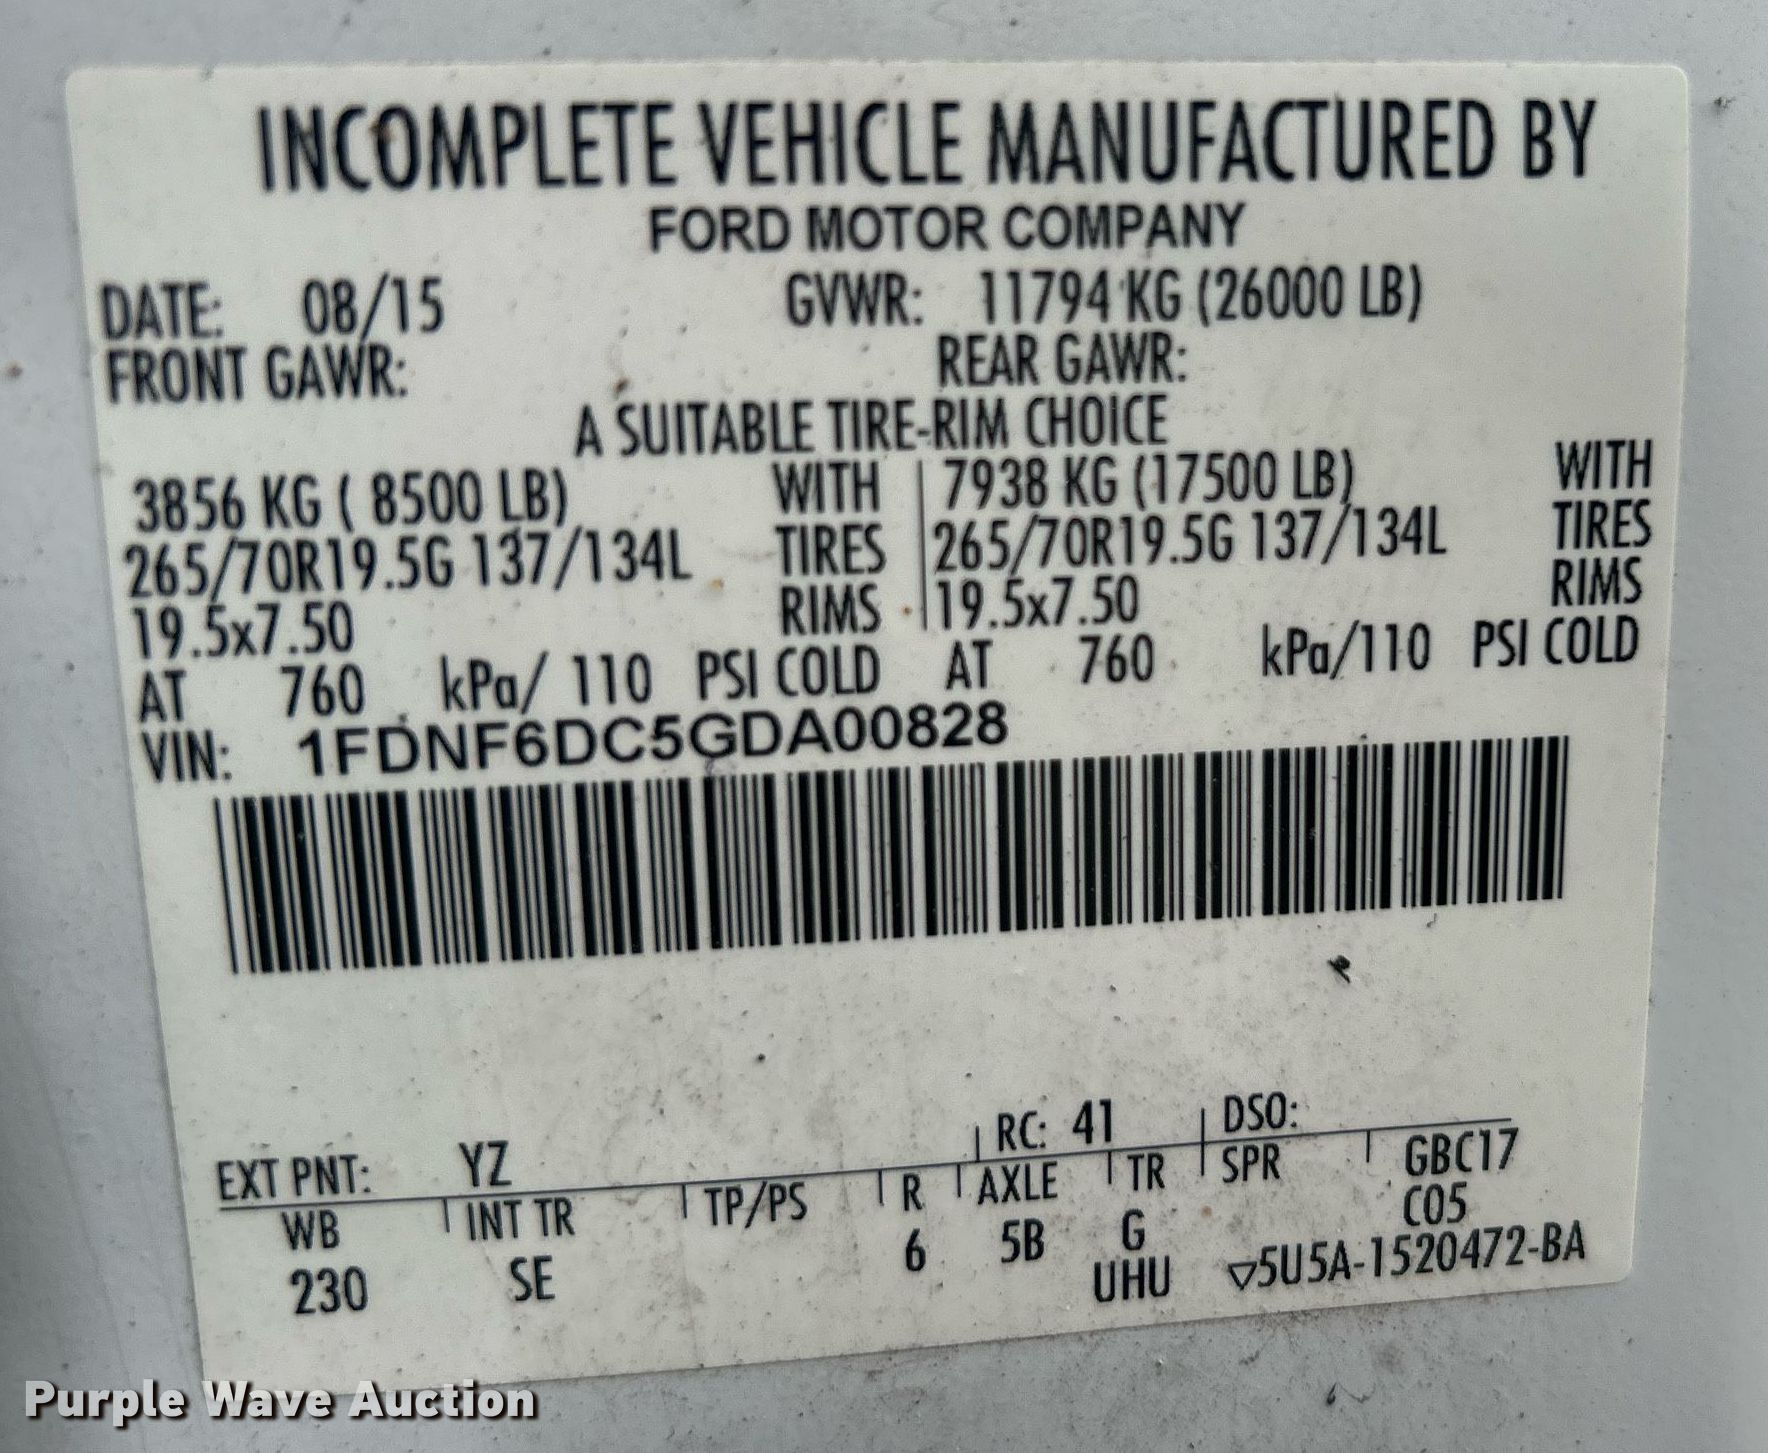 INCOMPLETE VEHICLE MANUFACTURED BY
FORD MOTOR COMPANY
DATE: 08/15 GVWR: 11794 KG (26000 LB)
FRONT GAWR: REAR GAWR:
A SUITABLE TIRE-RIM CHOICE
3856 KG ( 8500 LB) WITH 7938 KG (17500 LB) WITH
265/70R19.5G 137/134L TIRES 265/70R19.5G 137/134L TIRES
19.5x7.50 RIMS 19.5x7.50 RIMS
AT 760 kPa/ 110 PSI COLD AT 760 kPa/110 PSI COLD
VIN: 1FDNF6DC5GDA00828
EXT PNT: YZ RC: 41 DSO:
WB INT TR TP/PS R AXLE TR SPR GBC17
230 SE 6 5B G C05
UHU ▽5U5A-1520472-BA
Purple Wave Auction